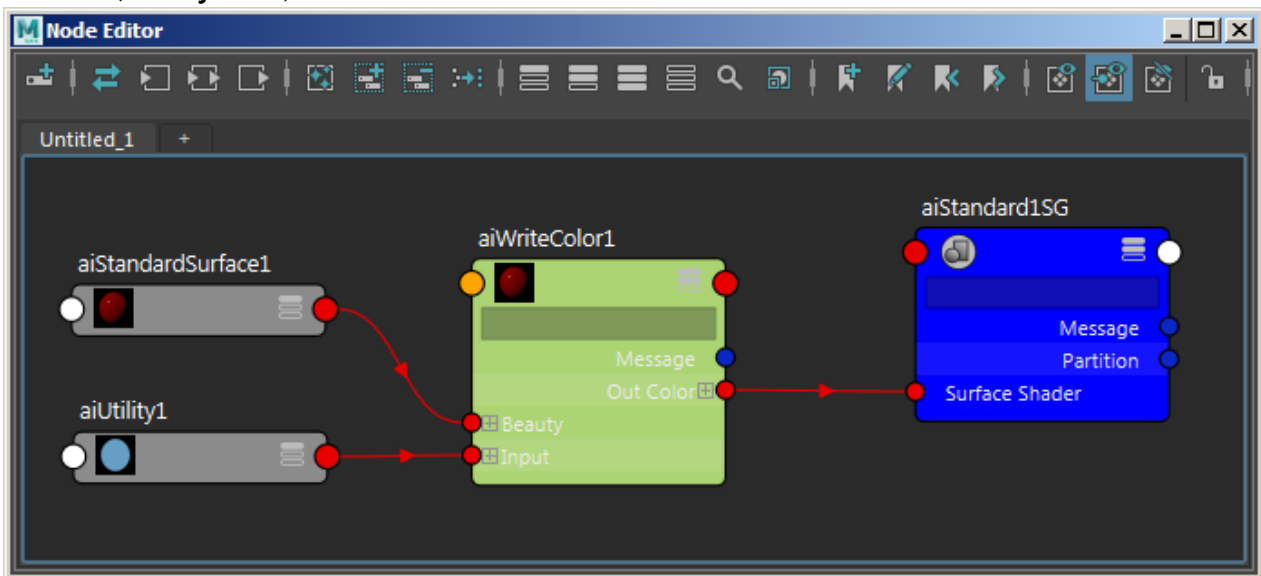 Node Editor
Untitled_1 +
aiStandardSurface1
aiUtility1
aiWriteColor1
Message
Out Color
Beauty
Input
aiStandard1SG
Message
Partition
Surface Shader